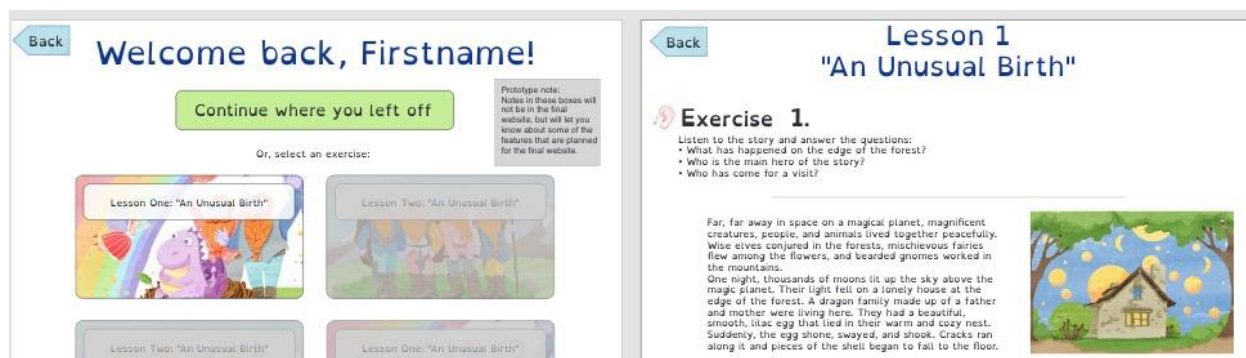 Back
Welcome back, Firstname!
Continue where you left off
Prototype note:
Notes in these boxes will
not be in the final
website, but will let you
know about some of the
features that are planned
for the final website.
Or, select an exercise:
Lesson One: "An Unusual Birth"
Lesson Two: "An Unusual Birth"
Lesson Two: "An Unusual Birth"
Lesson One: "An Unusual Birth"
Back
Lesson 1
"An Unusual Birth"
Exercise 1.
Listen to the story and answer the questions:
• What has happened on the edge of the forest?
• Who is the main hero of the story?
• Who has come for a visit?
Far, far away in space on a magical planet, magnificent
creatures, people, and animals lived together peacefully.
Wise elves conjured in the forests, mischievous fairies
flew among the flowers, and bearded gnomes worked in
the mountains.
One night, thousands of moons lit up the sky above the
magic planet. Their light fell on a lonely house at the
edge of the forest. A dragon family made up of a father
and mother were living here. They had a beautiful,
smooth, lilac egg that lied in their warm and cozy nest.
Suddenly, the egg shone, swayed, and shook. Cracks ran
along it and pieces of the shell began to fall to the floor.